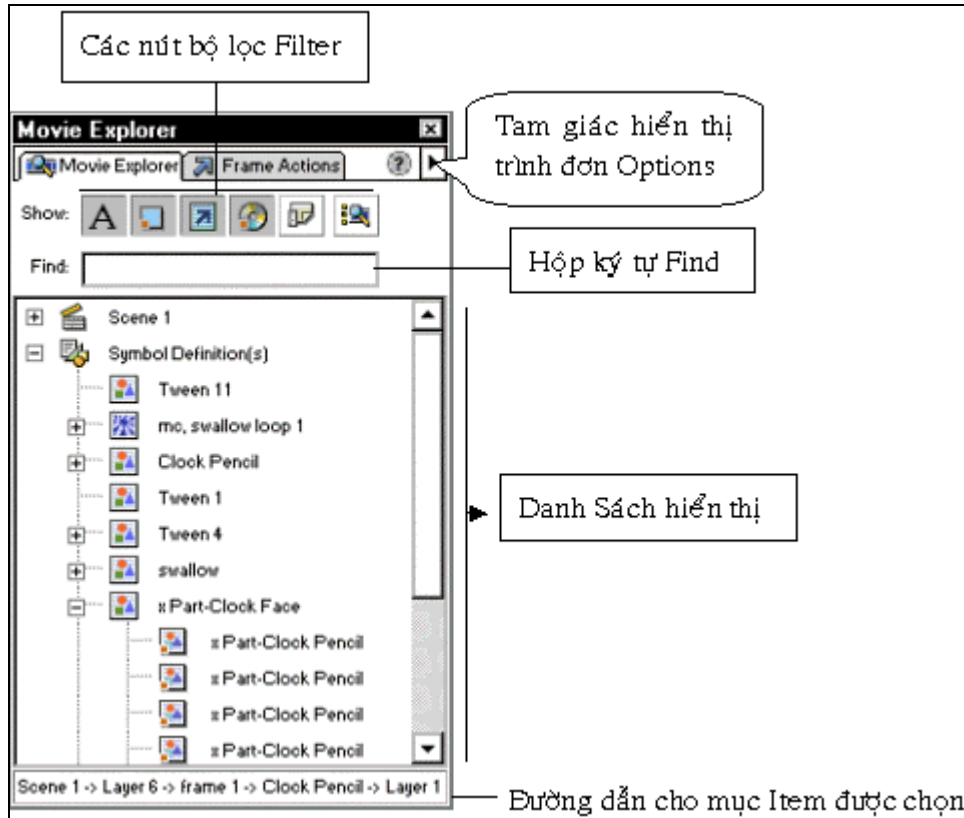 Các nút bộ lọc Filter
Movie Explorer
Movie Explorer Frame Actions ?
Tam giác hiển thị
trình đơn Options
Show: A
Find:
Hộp ký tự Find
Scene 1
Symbol Definition(s)
Tween 11
mc, swallow loop 1
Clock Pencil
Tween 1
Tween 4
swallow
x Part-Clock Face
x Part-Clock Pencil
x Part-Clock Pencil
x Part-Clock Pencil
x Part-Clock Pencil
Danh Sách hiển thị
Scene 1 -> Layer 6 -> frame 1 -> Clock Pencil -> Layer 1
Đường dẫn cho mục Item được chọn